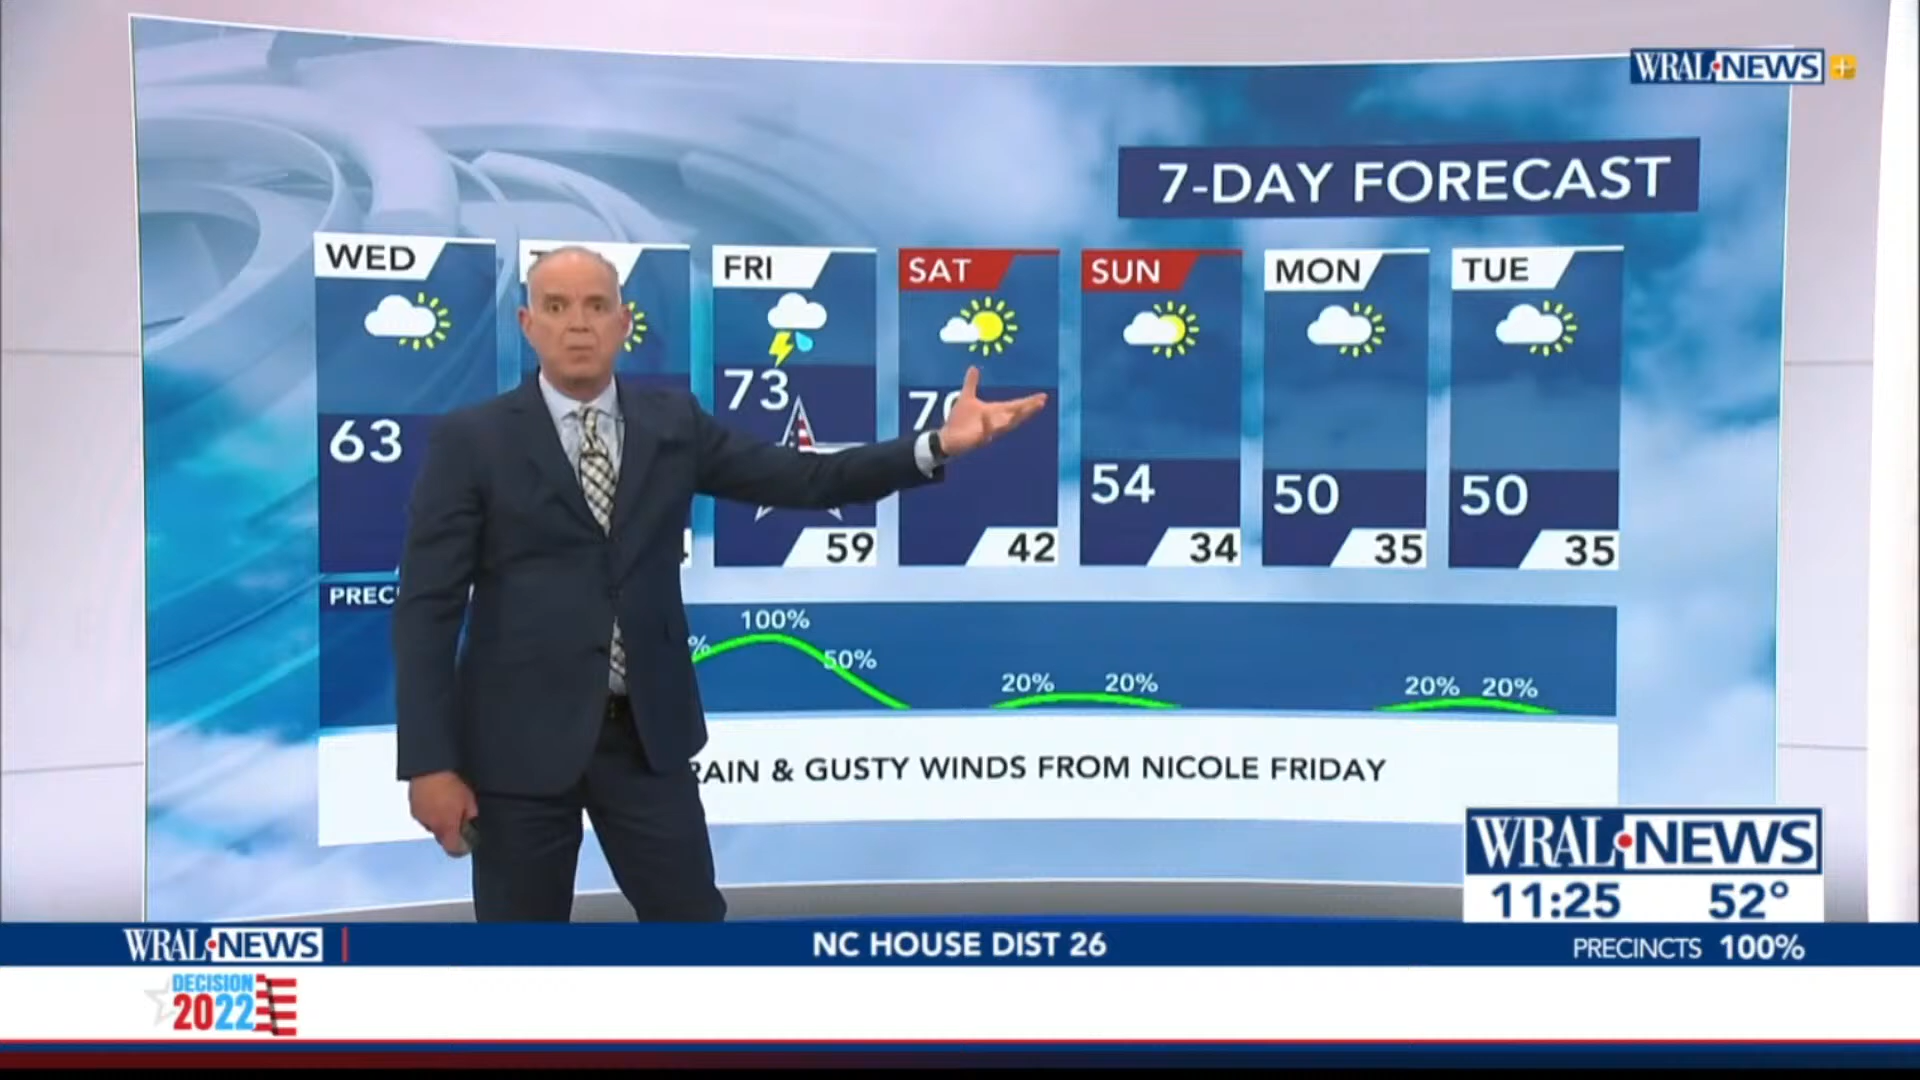 WRAL NEWS +
7-DAY FORECAST
WED
FRI
SAT
SUN
MON
TUE
63
73
54
50
50
59
42
34
35
35
100%
50%
20%
20%
20%
20%
& GUSTY WINDS FROM NICOLE FRIDAY
WRAL NEWS
11:25 52°
WRAL NEWS
NC HOUSE DIST 26
PRECINCTS 100%
DECISION
2022